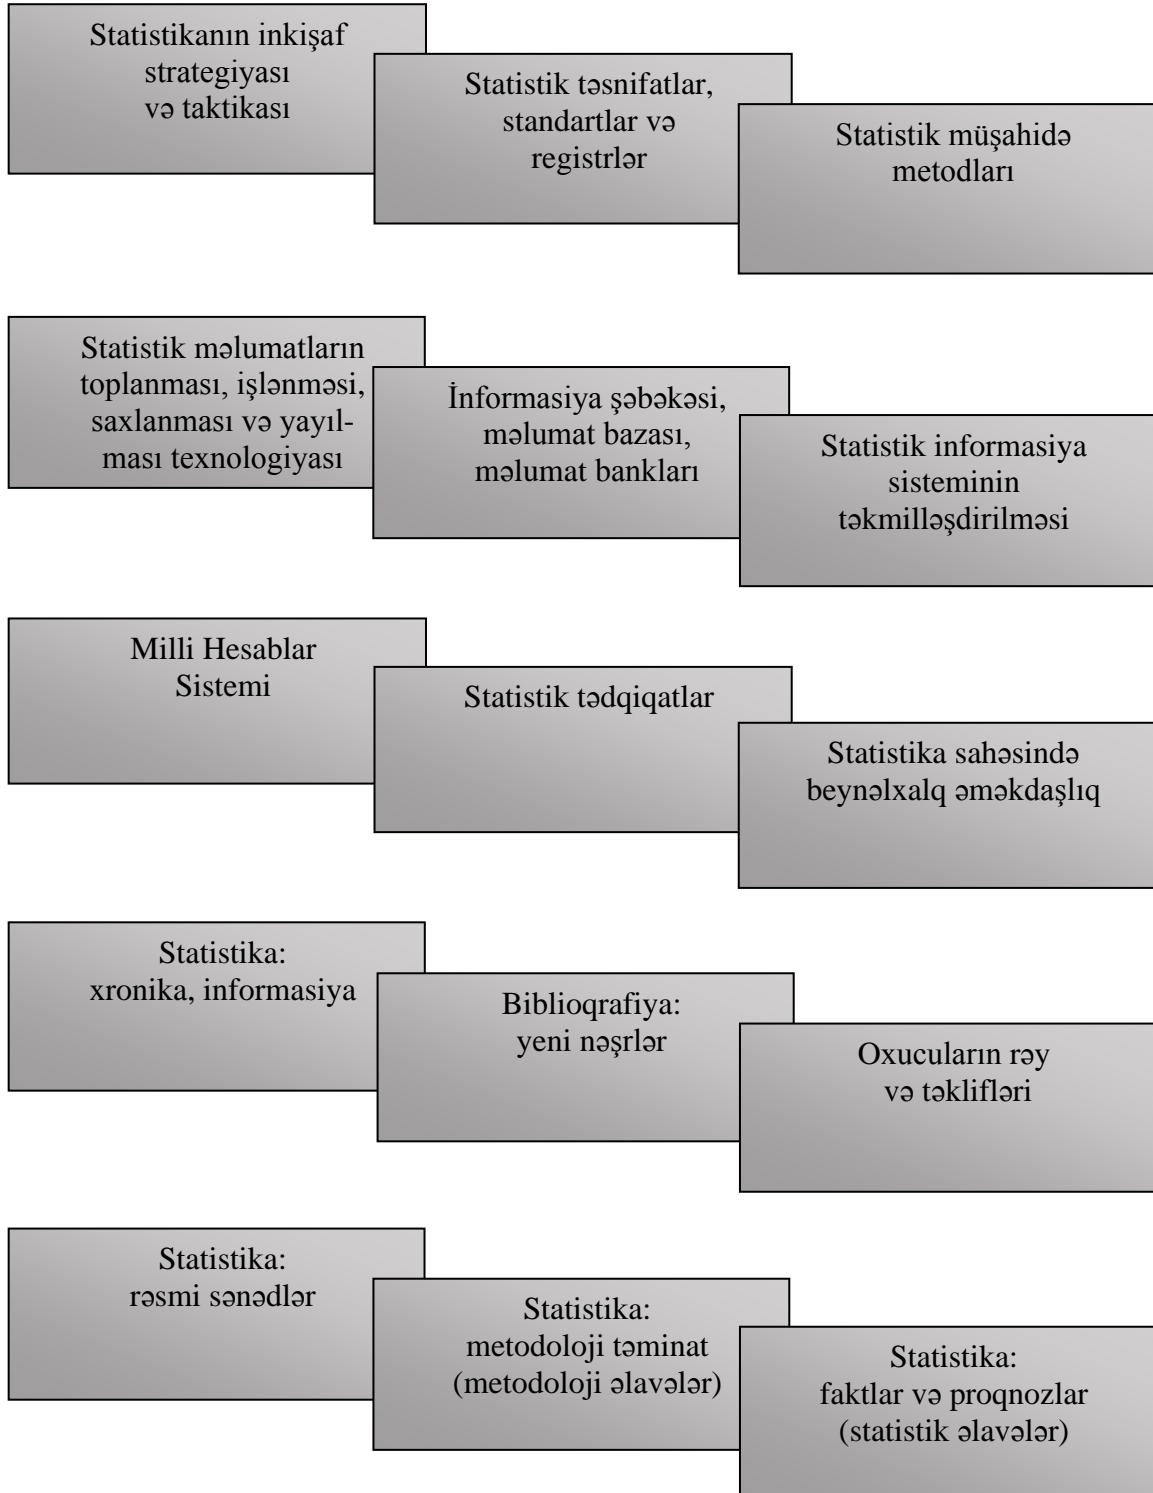 Statistikanın inkişaf
strategiyası
və taktikası
Statistik təsnifatlar,
standartlar və
registrlər
Statistik müşahidə
metodları
Statistik məlumatların
toplanması, işlənməsi,
saxlanması və yayıl-
ması texnologiyası
İnformasiya şəbəkəsi,
məlumat bazası,
məlumat bankları
Statistik informasiya
sisteminin
təkmilləşdirilməsi
Milli Hesablar
Sistemi
Statistik tədqiqatlar
Statistika sahəsində
beynəlxalq əməkdaşlıq
Statistika:
xronika, informasiya
Biblioqrafiya:
yeni nəşrlər
Oxucuların rəy
və təklifləri
Statistika:
rəsmi sənədlər
Statistika:
metodoloji təminat
(metodoloji əlavələr)
Statistika:
faktlar və proqnozlar
(statistik əlavələr)